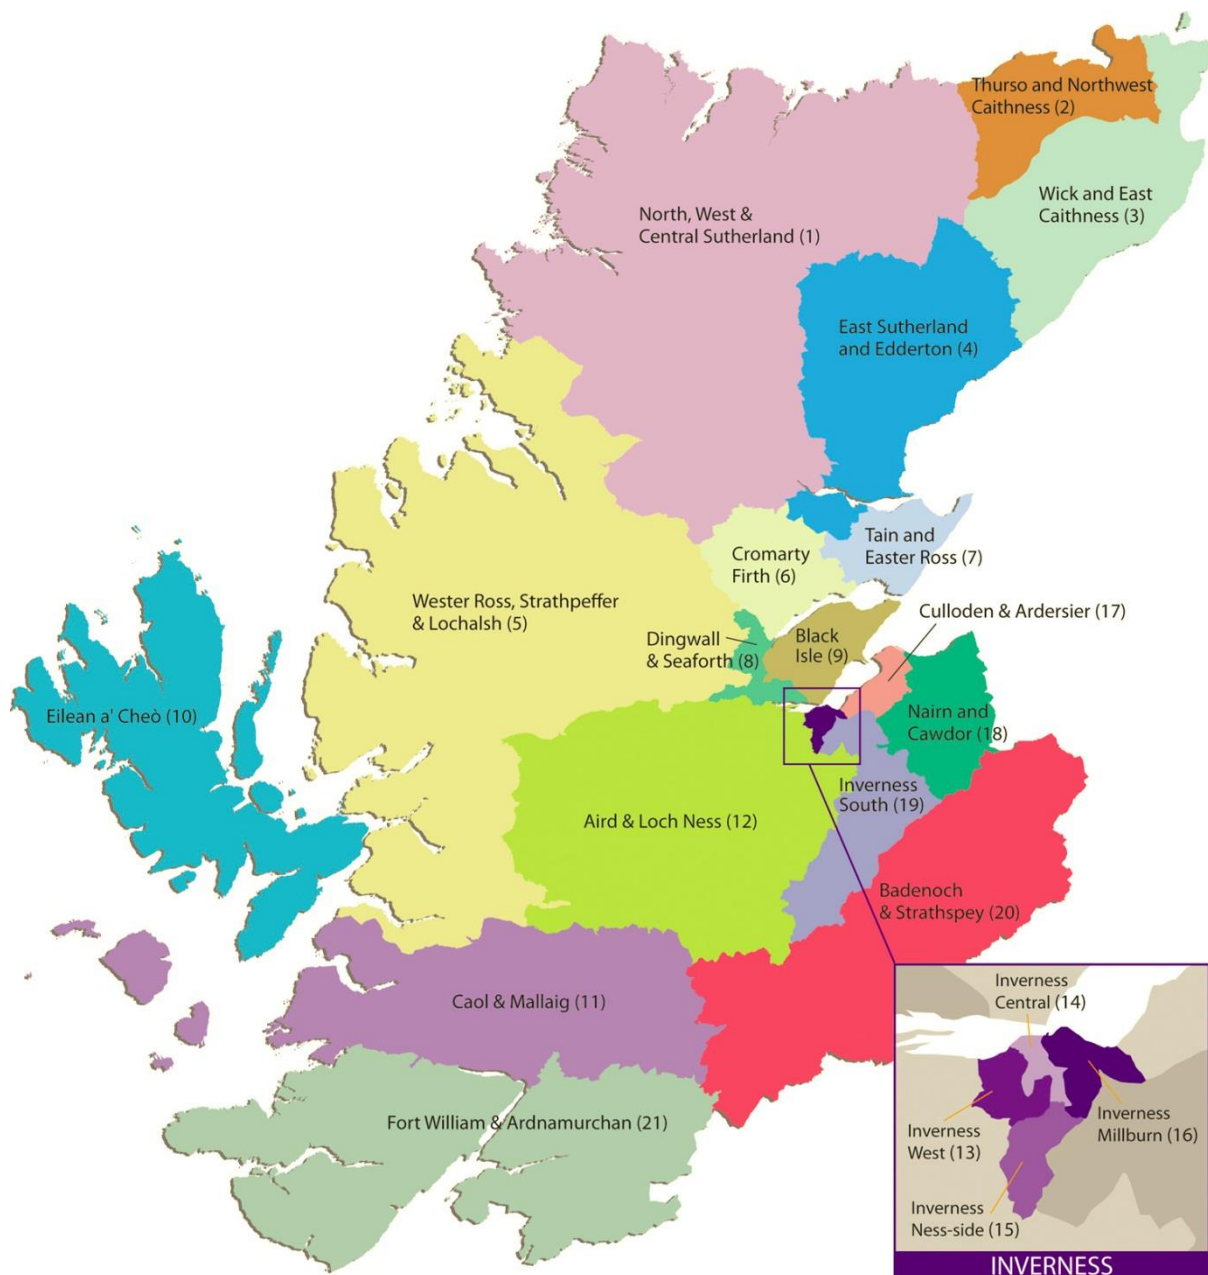 Thurso and Northwest
Caithness (2)
Wick and East
Caithness (3)
North, West &
Central Sutherland (1)
East Sutherland
and Edderton (4)
Tain and
Easter Ross (7)
Cromarty
Firth (6)
Wester Ross, Strathpeffer
& Lochalsh (5)
Culloden & Ardersier (17)
Dingwall
& Seaforth (8)
Black
Isle (9)
Eilean a' Cheò (10)
Nairn and
Cawdor (18)
Inverness
South (19)
Aird & Loch Ness (12)
Badenoch
& Strathspey (20)
Caol & Mallaig (11)
Fort William & Ardnamurchan (21)
Inverness
Central (14)
Inverness
Millburn (16)
Inverness
West (13)
Inverness
Ness-side (15)
INVERNESS